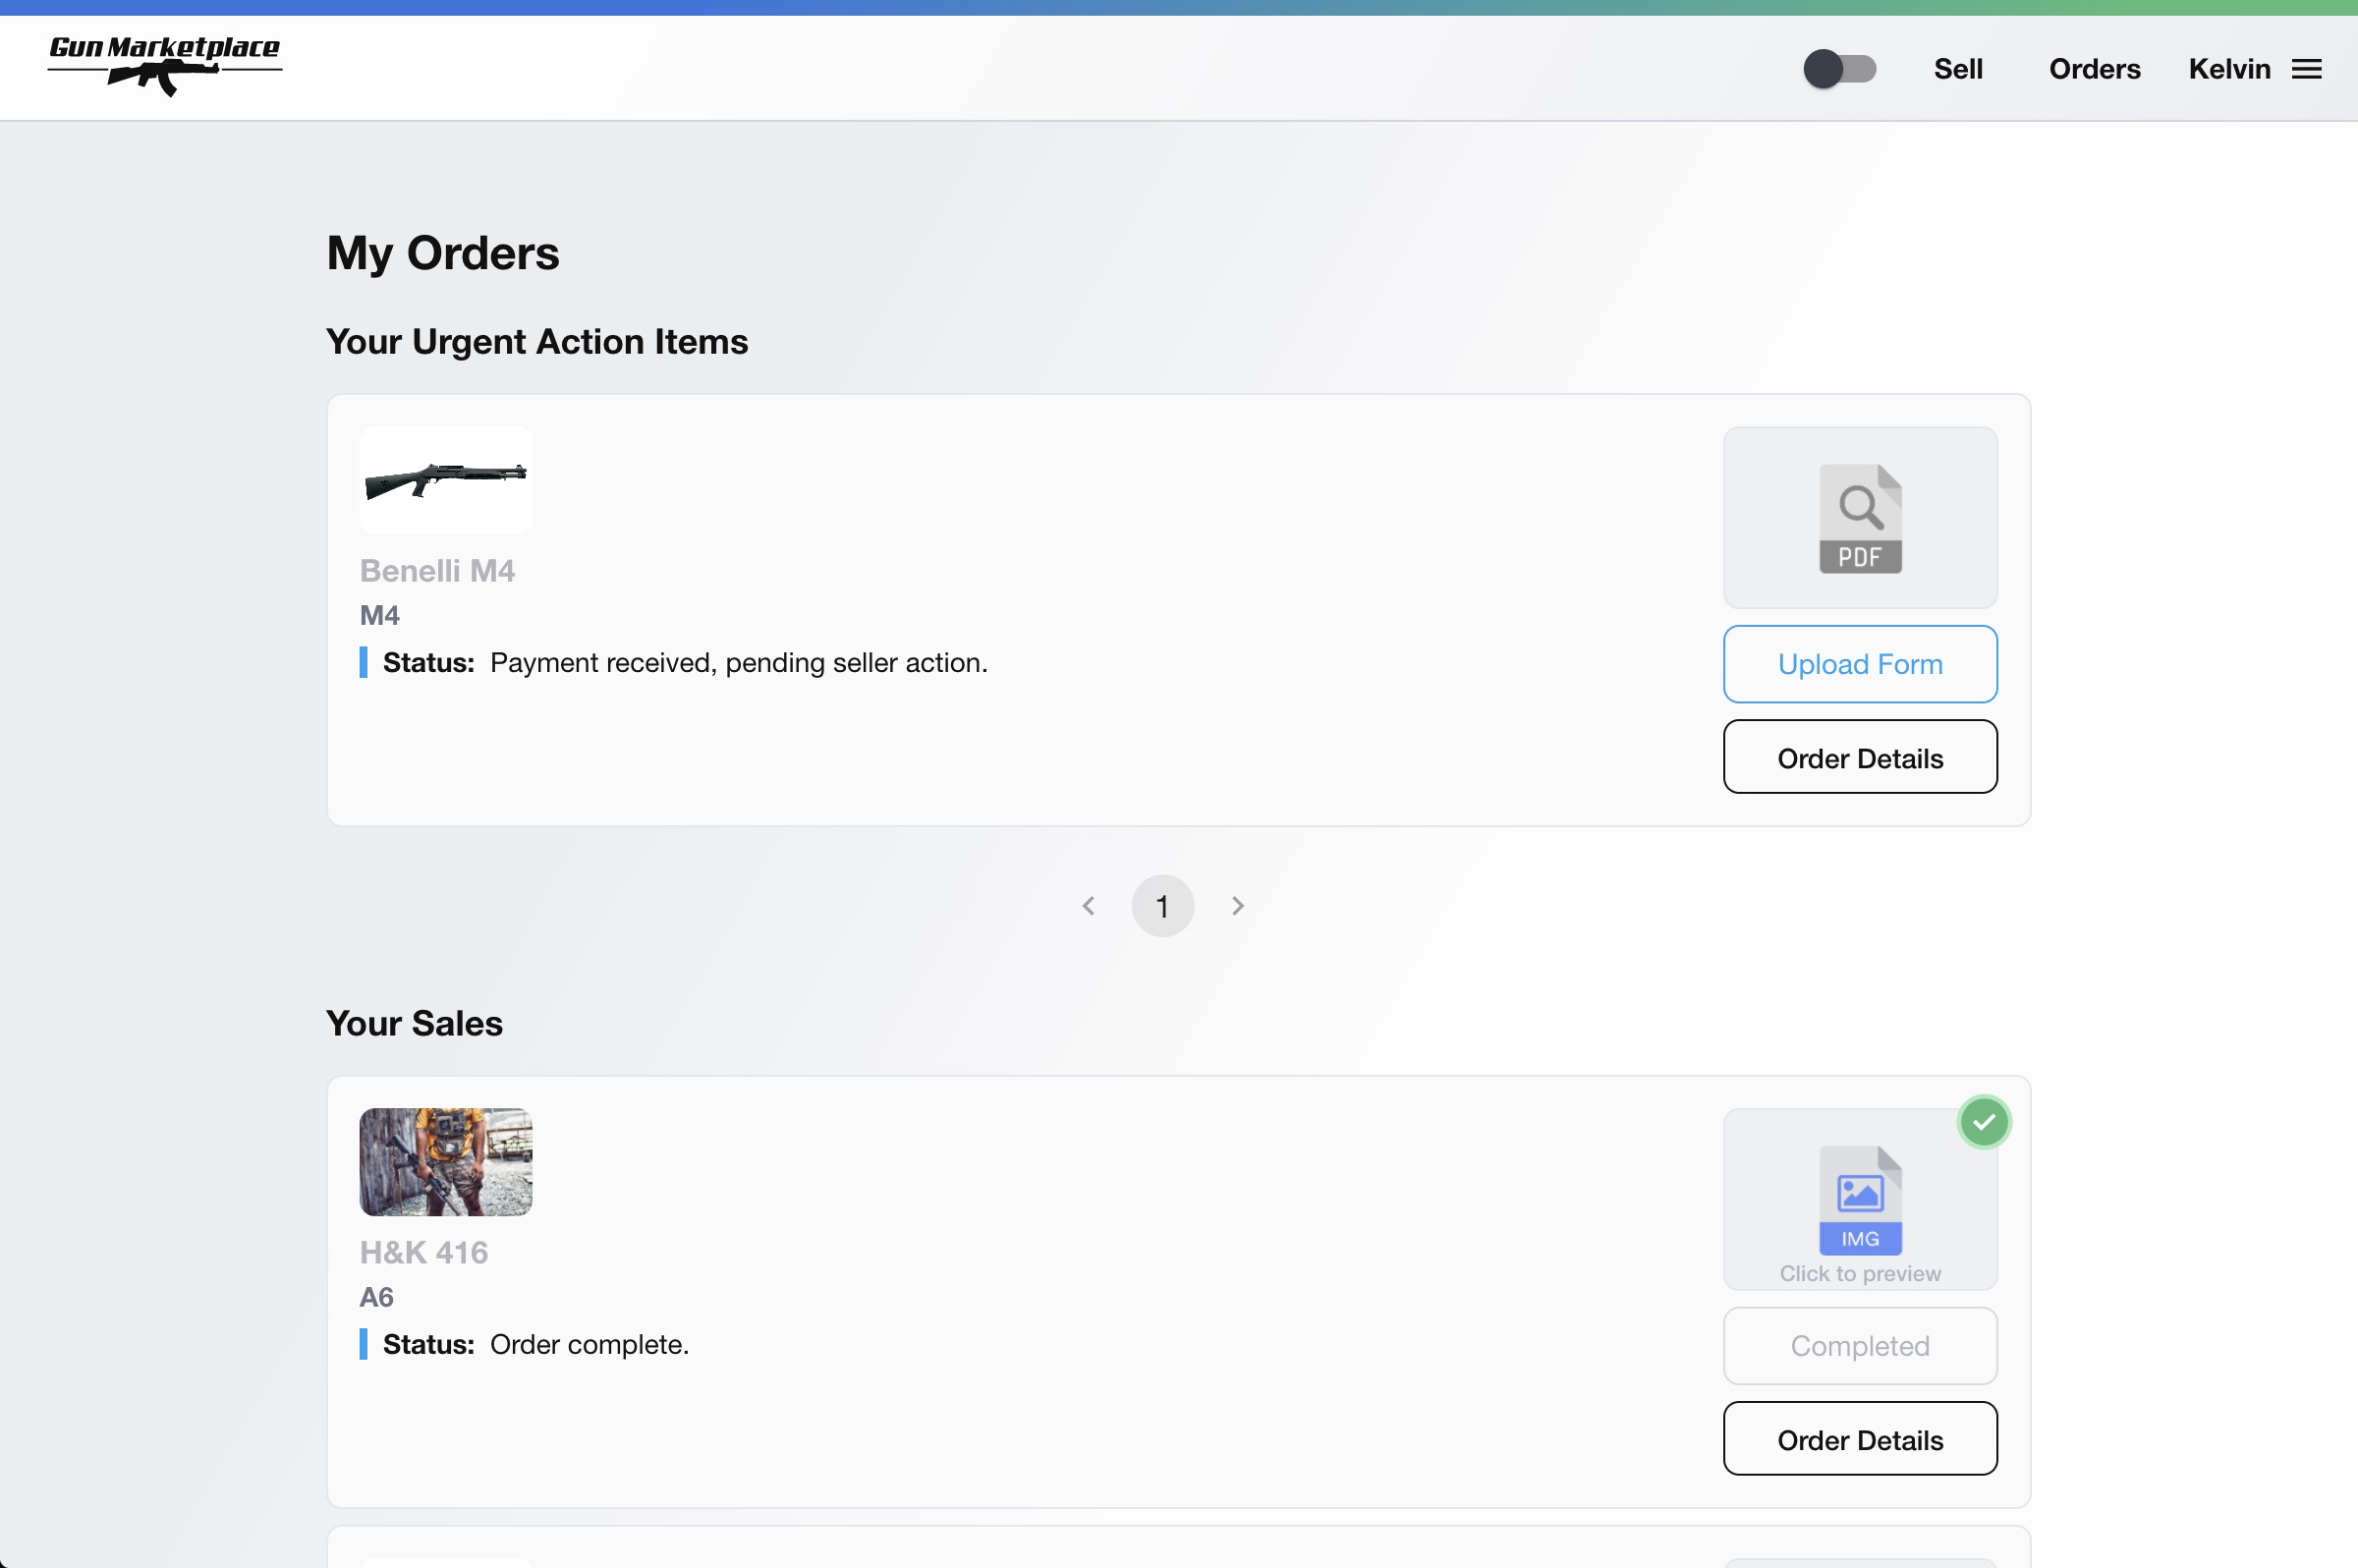 Gun Marketplace
Sell
Orders
Kelvin
My Orders
Your Urgent Action Items
Benelli M4
M4
Status: Payment received, pending seller action.
PDF
Upload Form
Order Details
1
Your Sales
H&K 416
A6
Status: Order complete.
IMG
Click to preview
Completed
Order Details